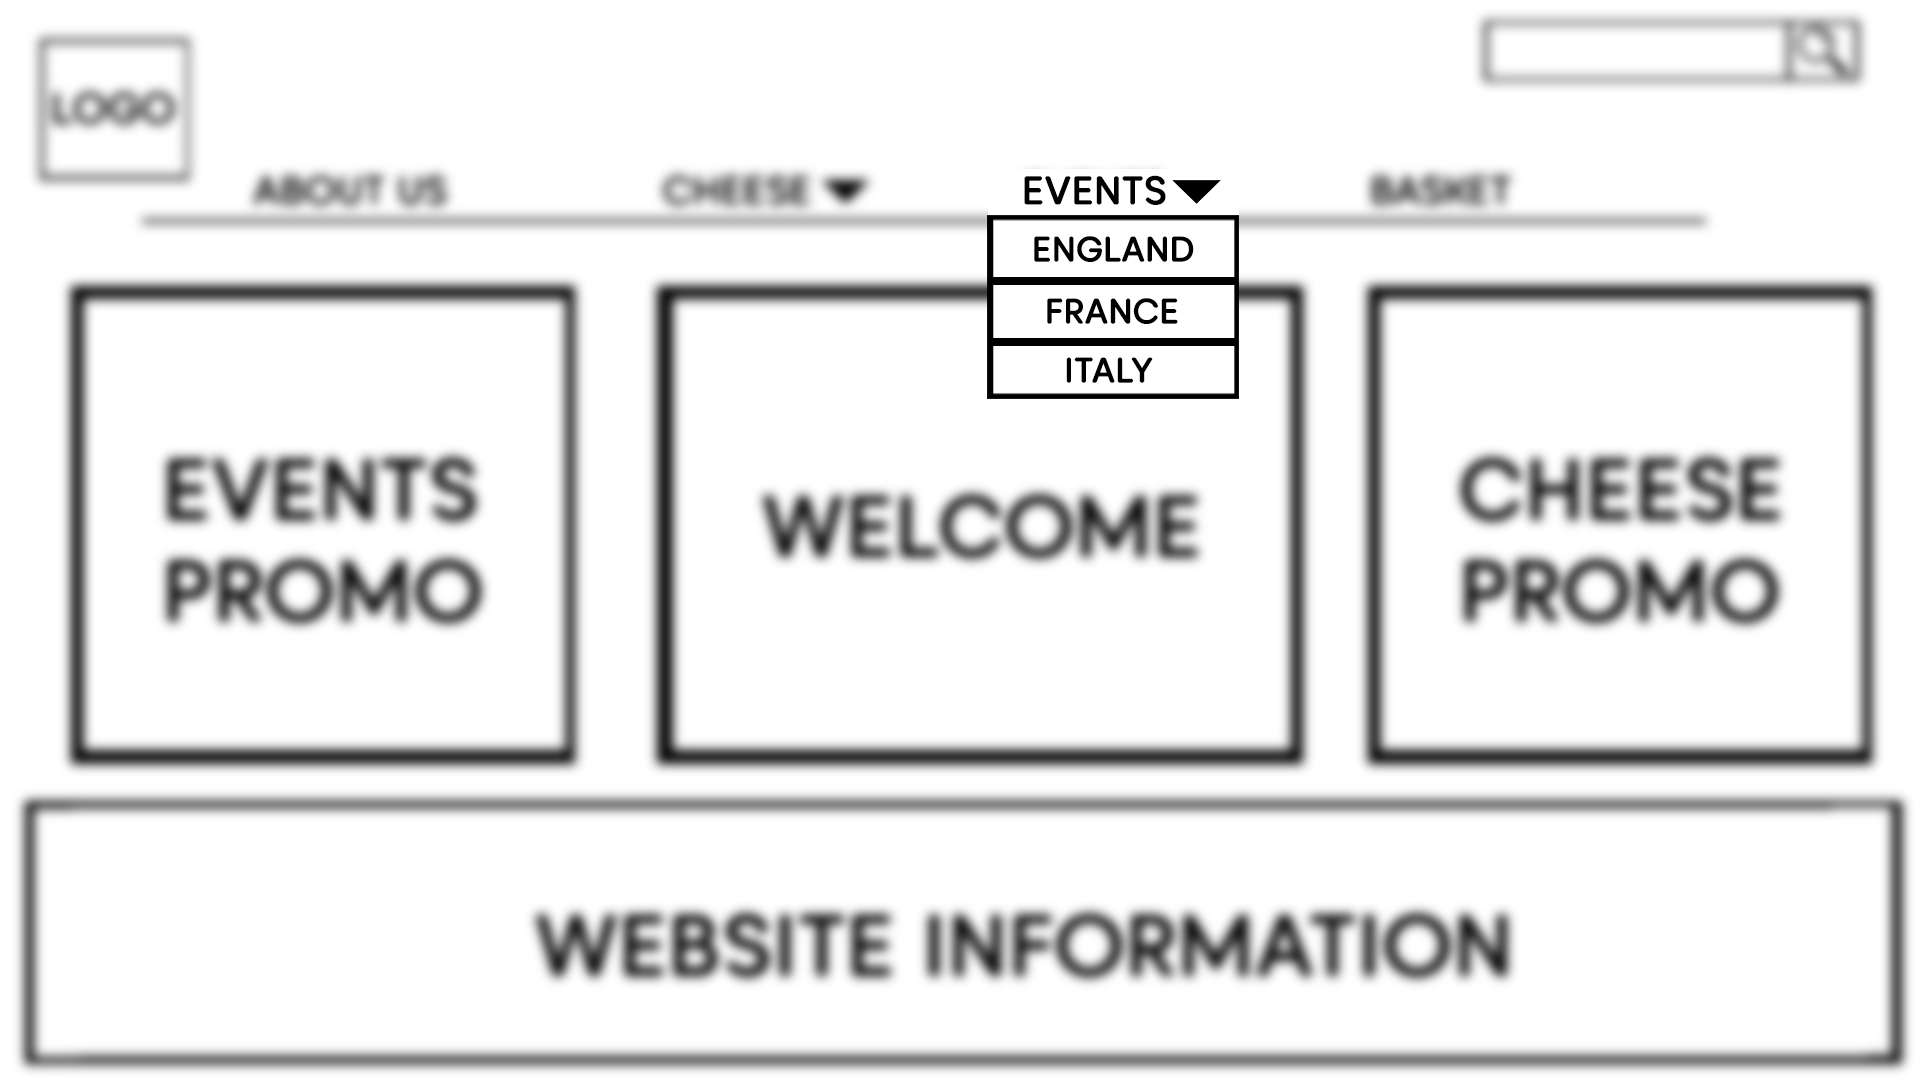 LOGO
ABOUT US
CHEESE
EVENTS
BASKET
ENGLAND
FRANCE
ITALY
EVENTS
PROMO
WELCOME
CHEESE
PROMO
WEBSITE INFORMATION